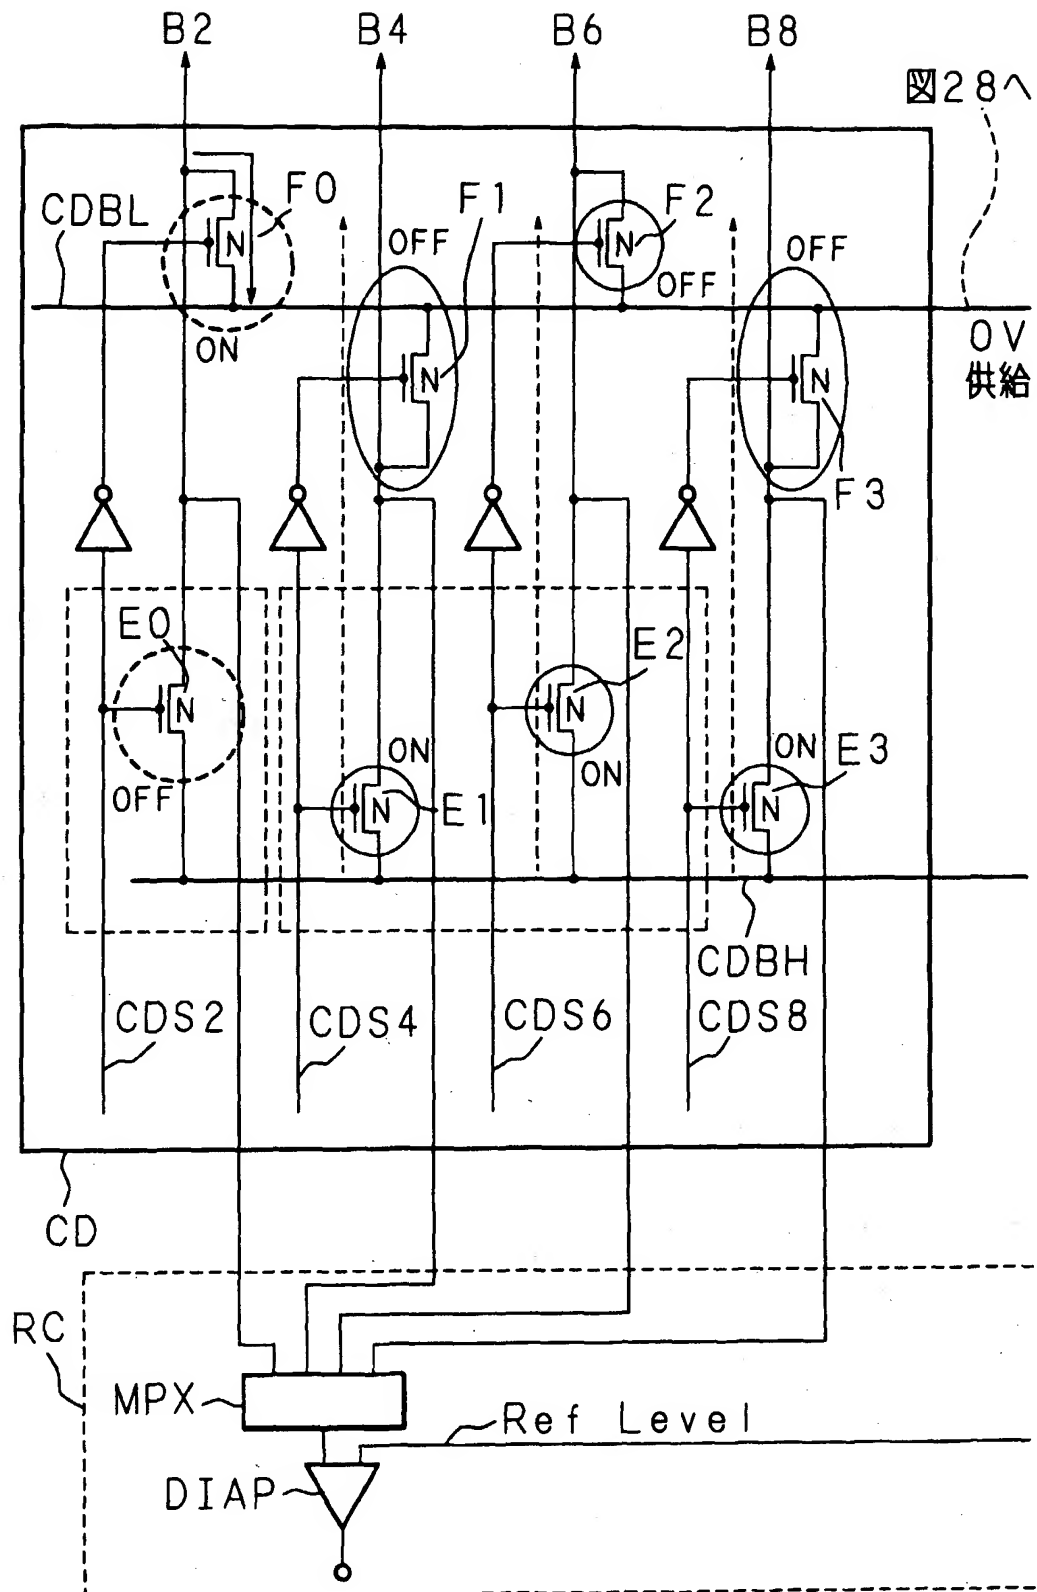 B2
B4
B6
B8
図28へ
CDBL
F0
F1
F2
N
N
OFF
OFF
OFF
ON
0V
供給
N
N
F3
E0
E2
N
N
OFF
ON
ON
ON
E1
E3
N
N
CDBH
CDS2
CDS4
CDS6
CDS8
CD
RC
MPX
Ref Level
DIAP